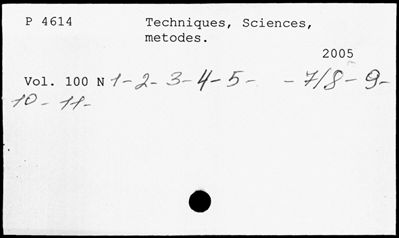 P 4614 Techniques, Sciences,
metodes.
2005
Vol. 100 N 1-2-3-4-5- -7/8-9-
10-11-